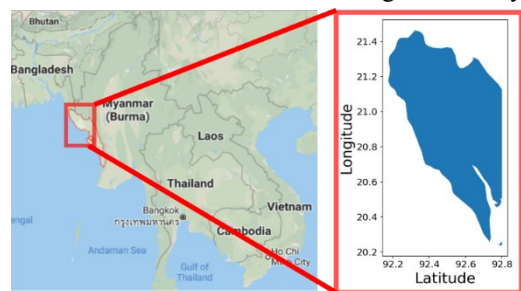 Bhutan
Bangladesh
Myanmar
(Burma)
Laos
Thailand
Bangkok
กรุงเทพมหานคร
Vietnam
Cambodia
Ho Chi
Minh City
engal
Andaman Sea
Gulf of
Thailand
21.4
21.2
21.0
20.8
20.6
20.4
20.2
Longitude
92.2 92.4 92.6 92.8
Latitude